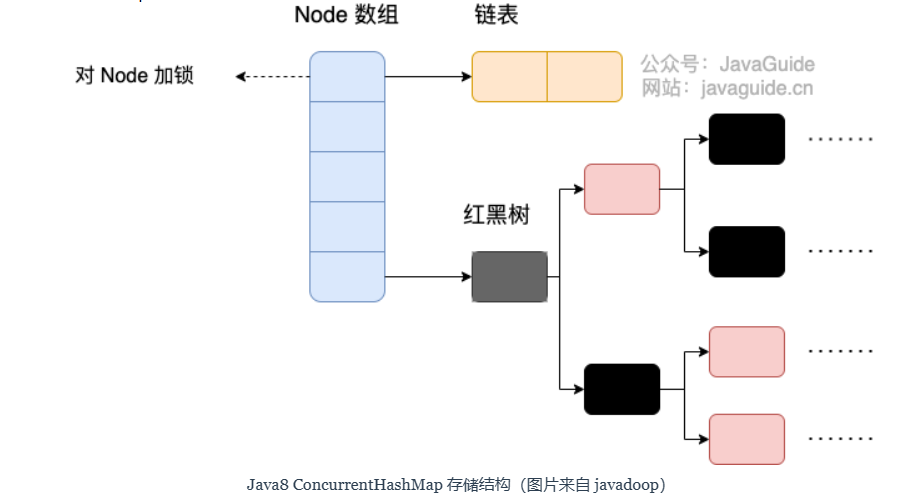 Node 数组
链表
对 Node 加锁
公众号：JavaGuide
网站：javaguide.cn
红黑树
·······
·······
·······
·······
Java8 ConcurrentHashMap 存储结构（图片来自 javadoop）